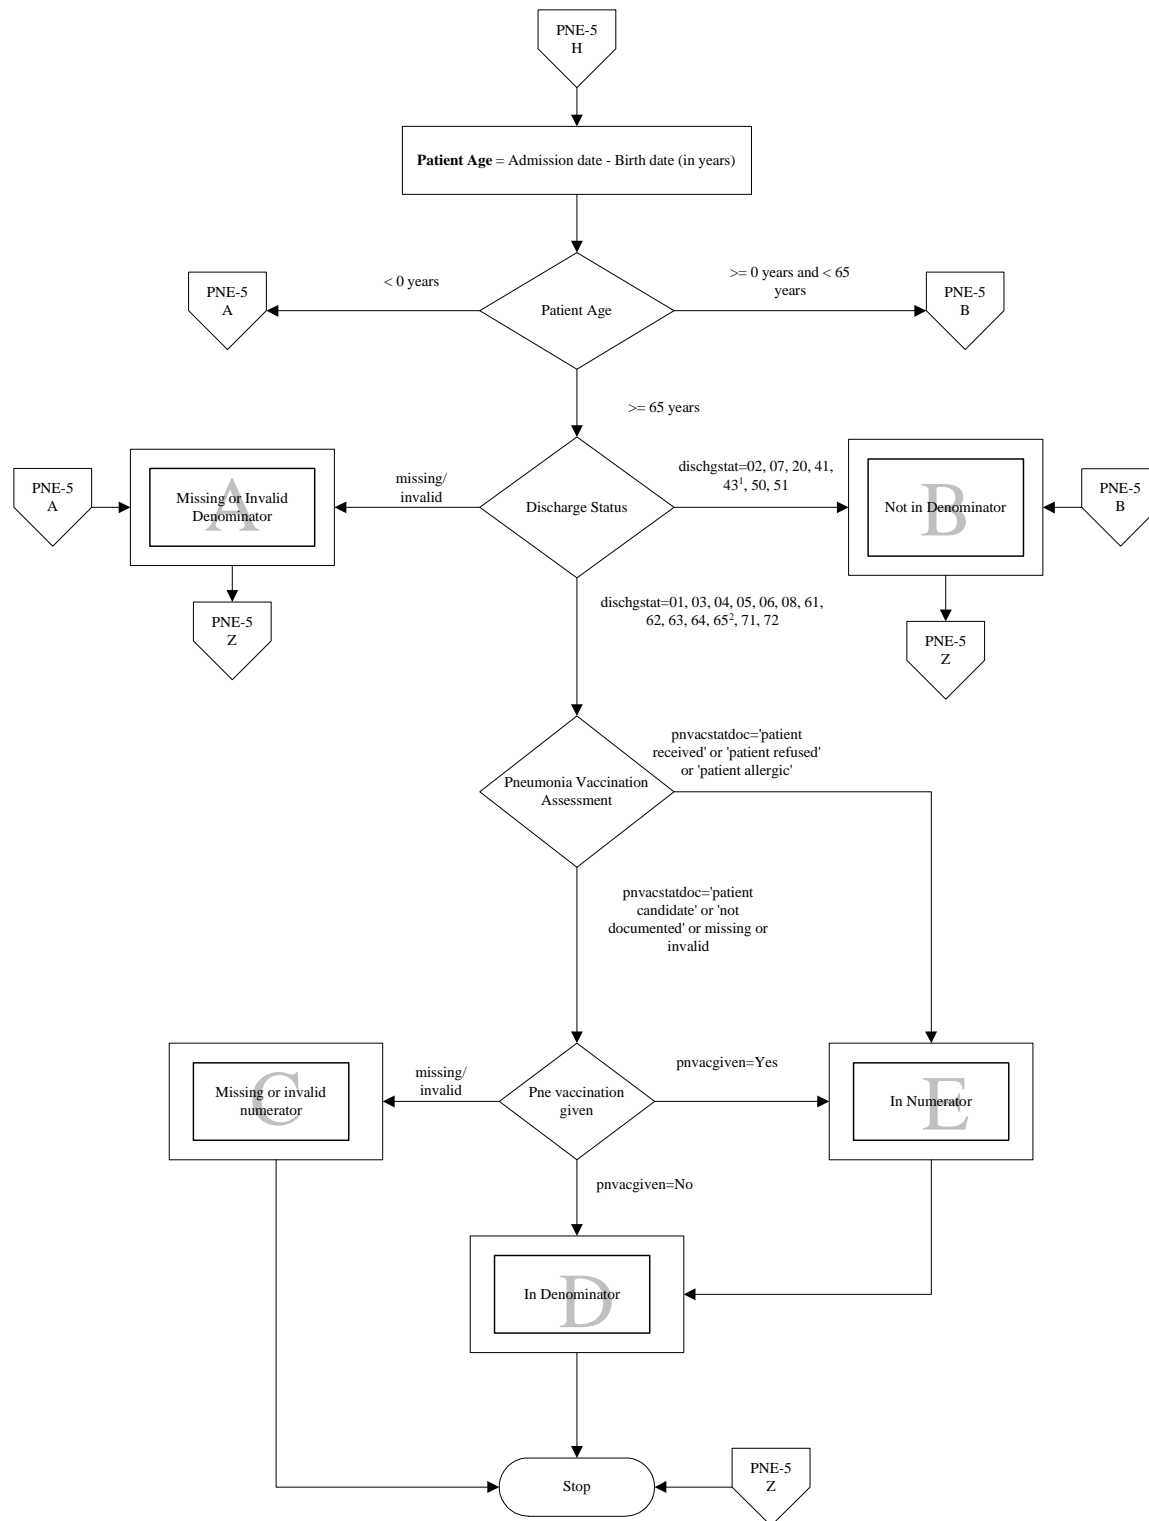 PNE-5
H
Patient Age = Admission date - Birth date (in years)
< 0 years
>= 0 years and < 65
years
PNE-5
A
Patient Age
PNE-5
B
>= 65 years
PNE-5
A
A
Missing or Invalid
Denominator
missing/
invalid
Discharge Status
dischgstat=02, 07, 20, 41,
43¹, 50, 51
B
Not in Denominator
PNE-5
B
PNE-5
Z
dischgstat=01, 03, 04, 05, 06, 08, 61,
62, 63, 64, 65², 71, 72
PNE-5
Z
Pneumonia Vaccination
Assessment
pnvacstatdoc='patient
received' or 'patient refused'
or 'patient allergic'
pnvacstatdoc='patient
candidate' or 'not
documented' or missing or
invalid
C
Missing or invalid
numerator
missing/
invalid
Pne vaccination
given
pnvacgiven=Yes
E
In Numerator
pnvacgiven=No
D
In Denominator
Stop
PNE-5
Z